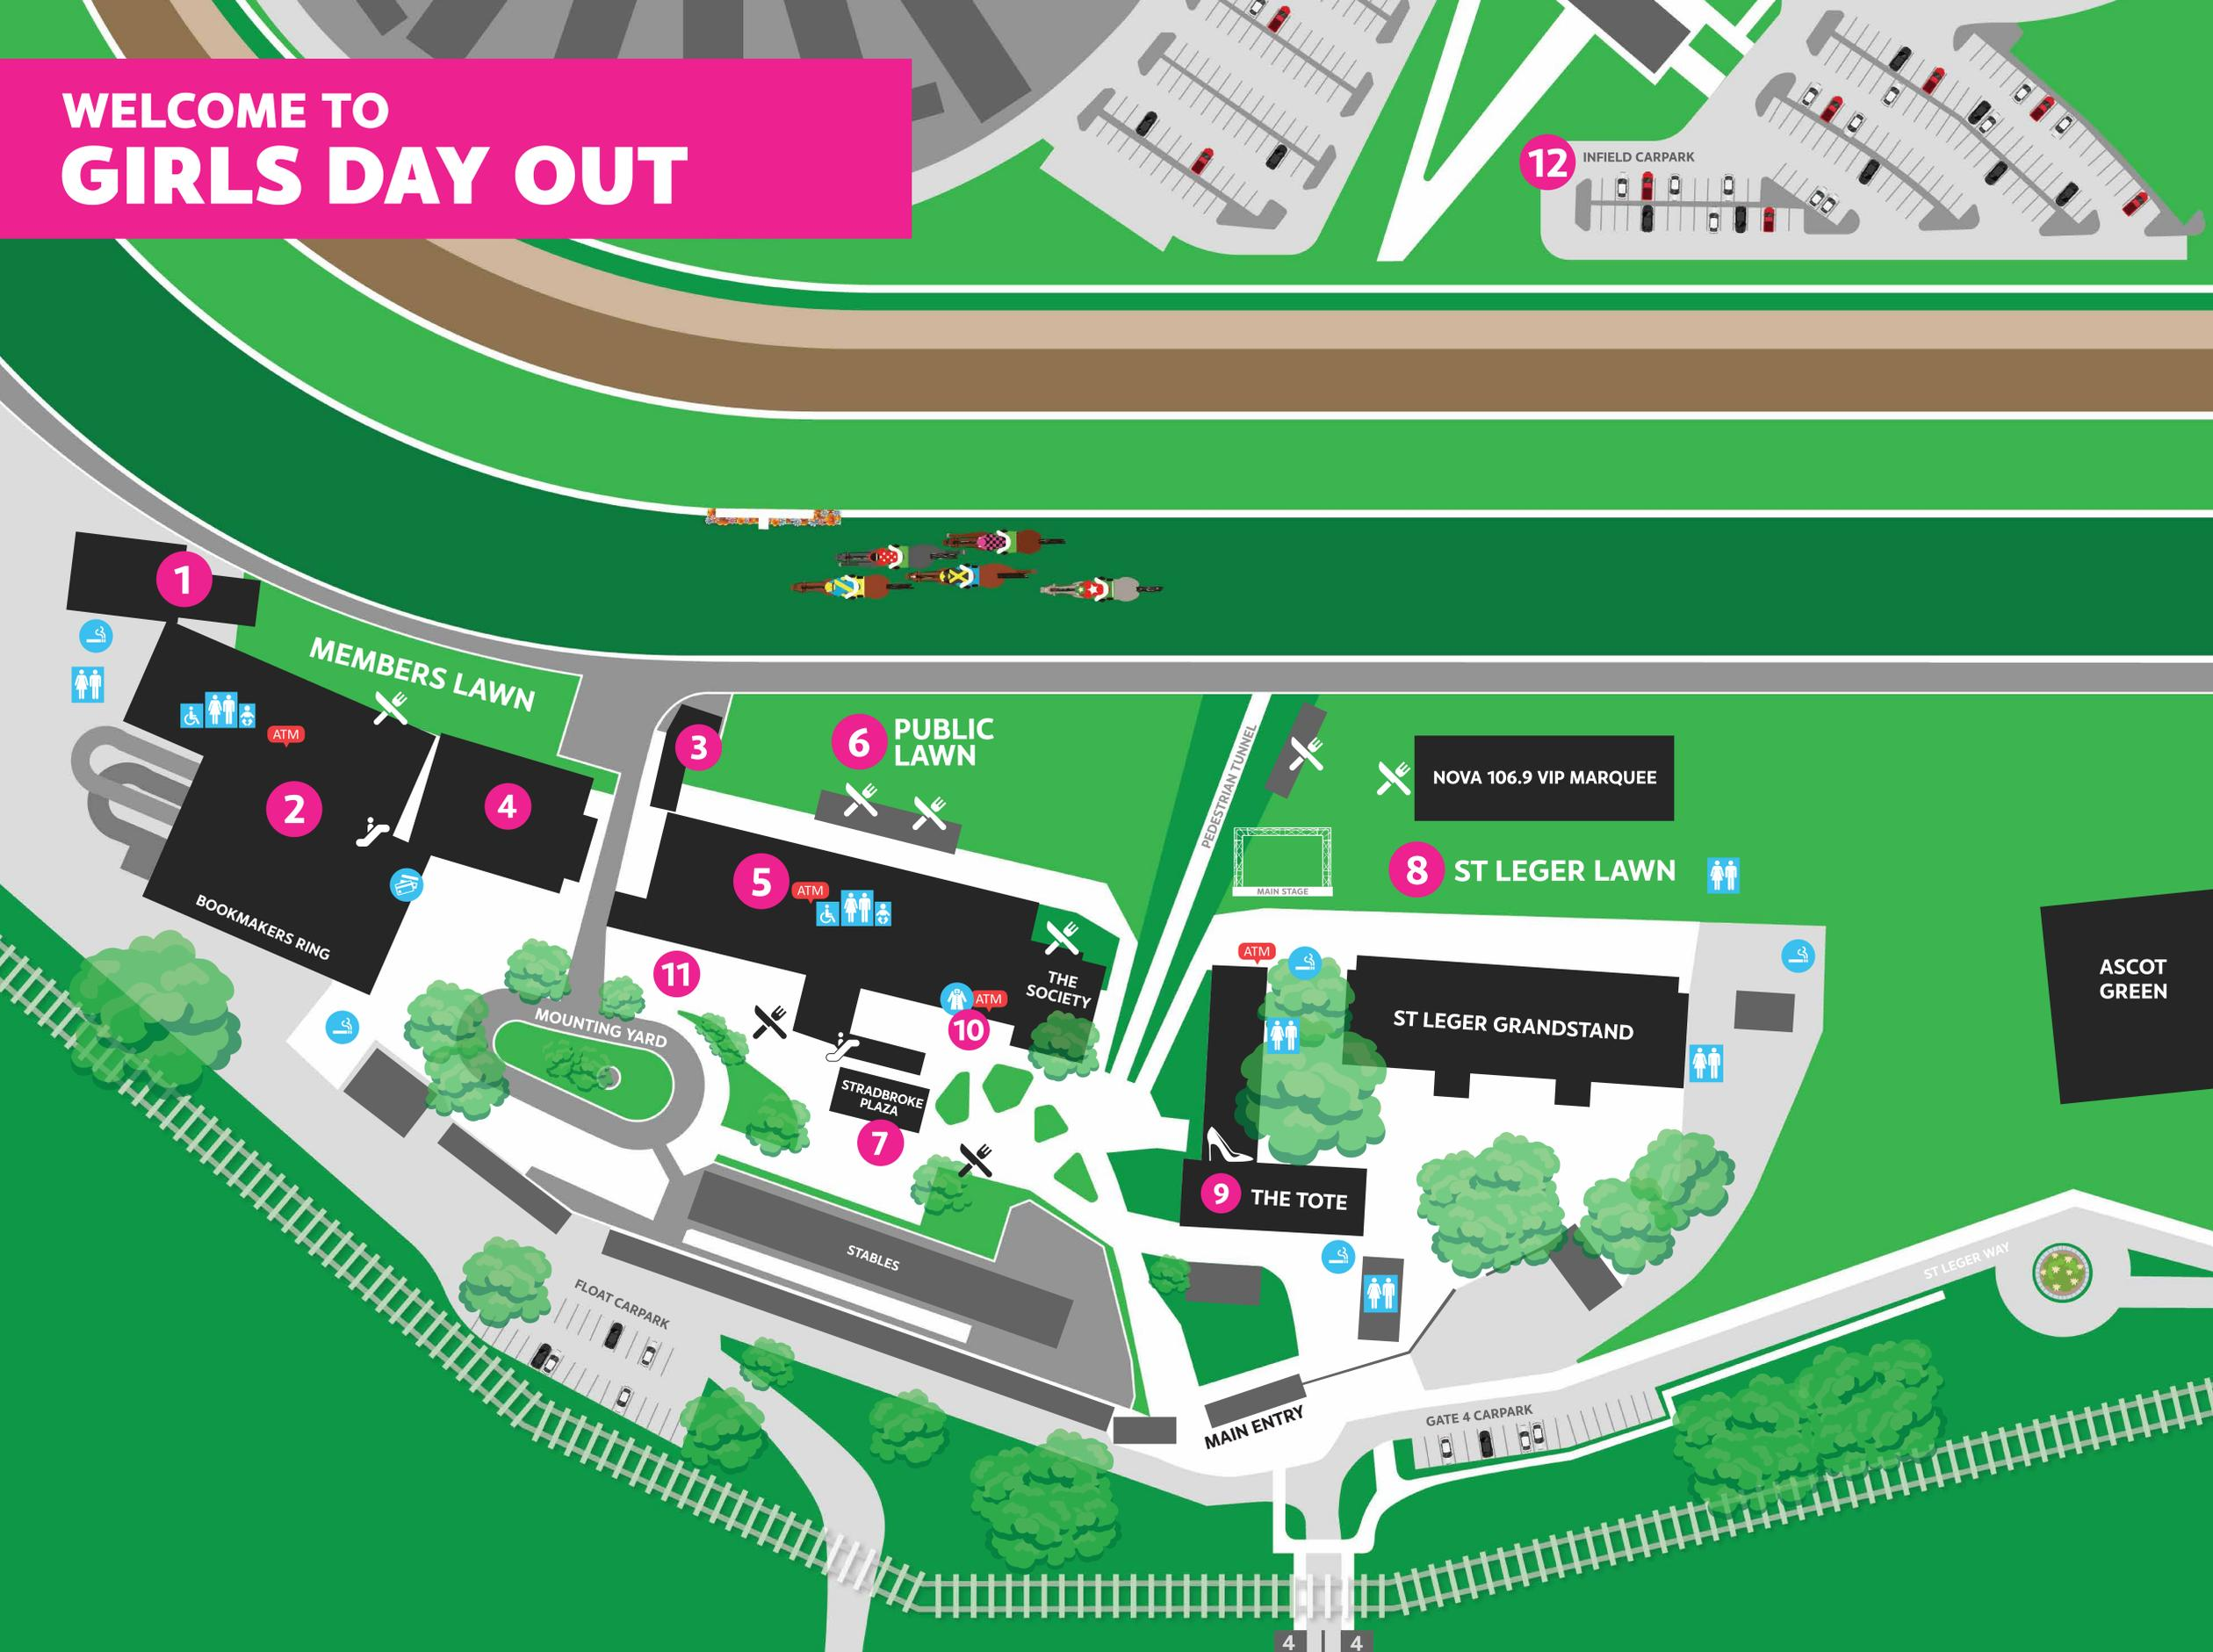 WELCOME TO
GIRLS DAY OUT
12
INFIELD CARPARK
1
MEMBERS LAWN
ATM
2
4
BOOKMAKERS RING
3
6
PUBLIC
LAWN
PEDESTRIAN TUNNEL
NOVA 106.9 VIP MARQUEE
MAIN STAGE
8
ST LEGER LAWN
5
ATM
11
THE
SOCIETY
ATM
10
MOUNTING YARD
STRADBROKE
PLAZA
7
ATM
ST LEGER GRANDSTAND
ASCOT
GREEN
9
THE TOTE
STABLES
FLOAT CARPARK
ST LEGER WAY
MAIN ENTRY
GATE 4 CARPARK
4
4